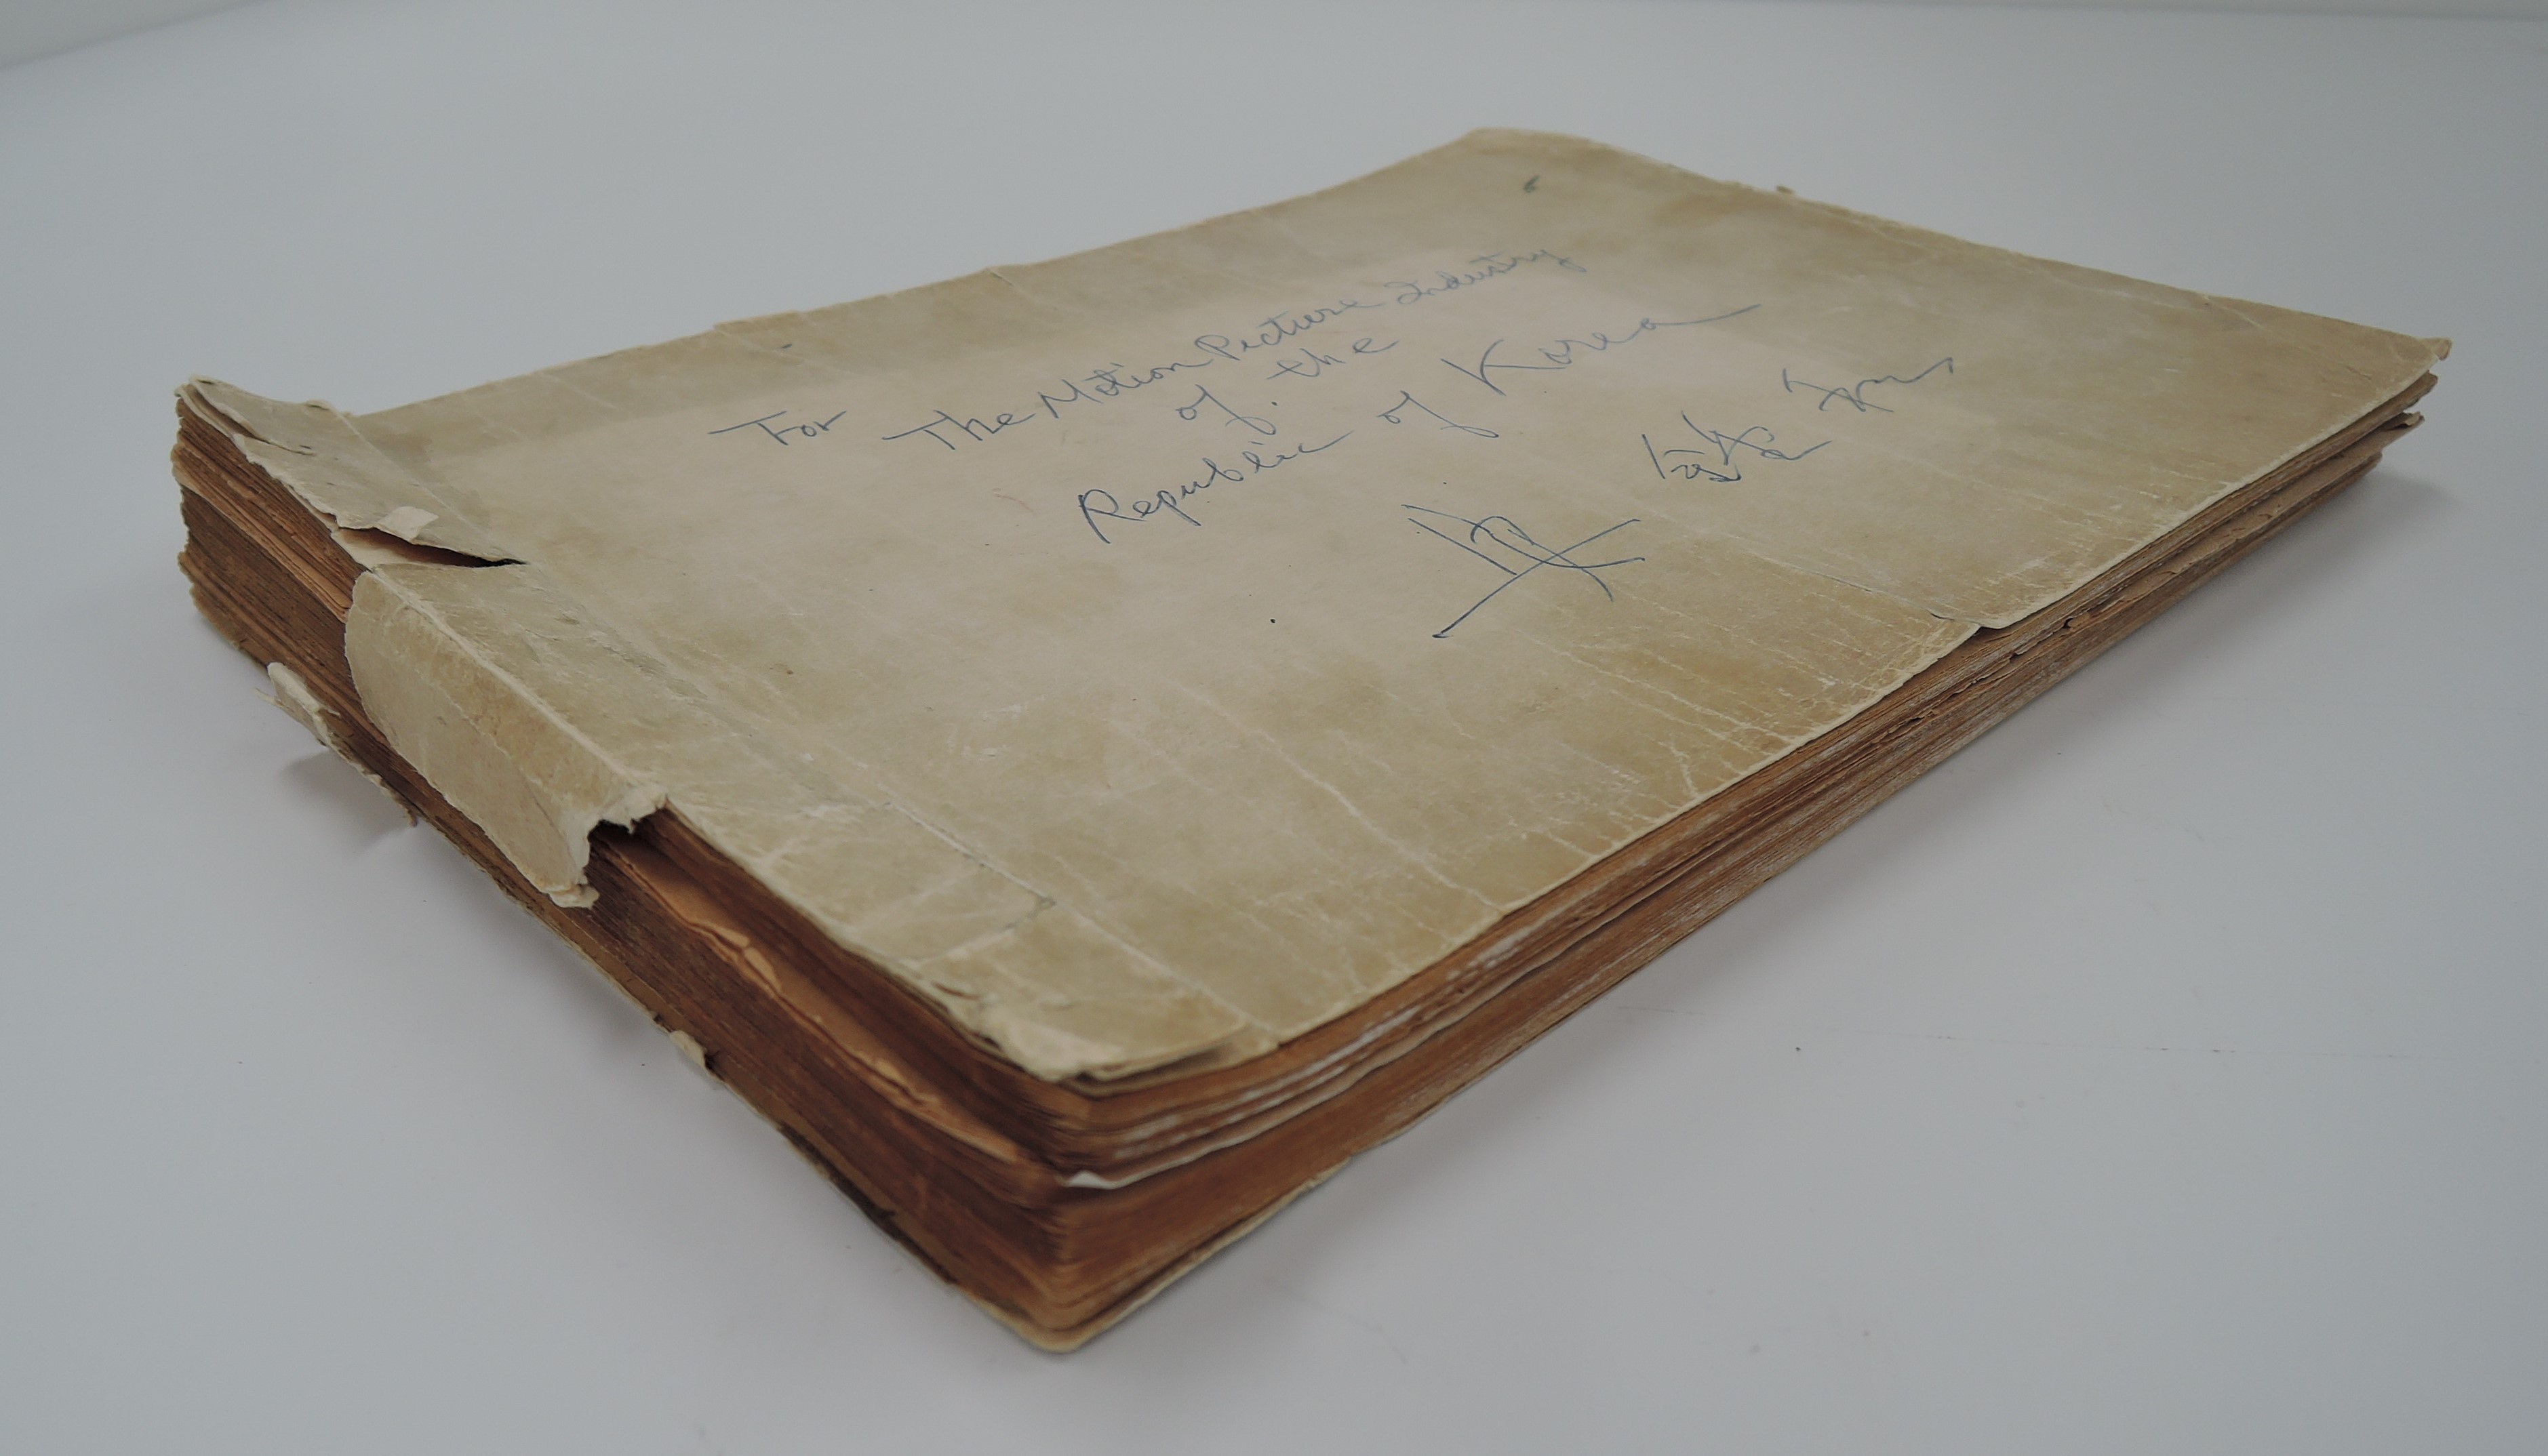 For The Motion Picture Industry
of the
Republic of Korea